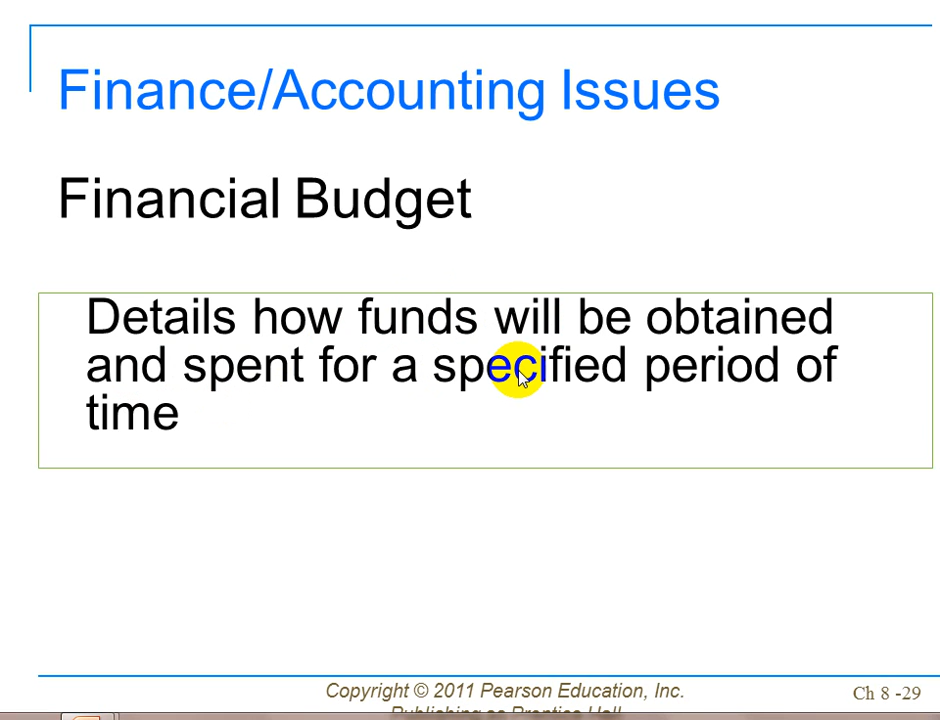 Finance/Accounting Issues
Financial Budget
Details how funds will be obtained
and spent for a specified period of
time
Copyright © 2011 Pearson Education, Inc.
Publishing as Prentice Hall
Ch 8 -29